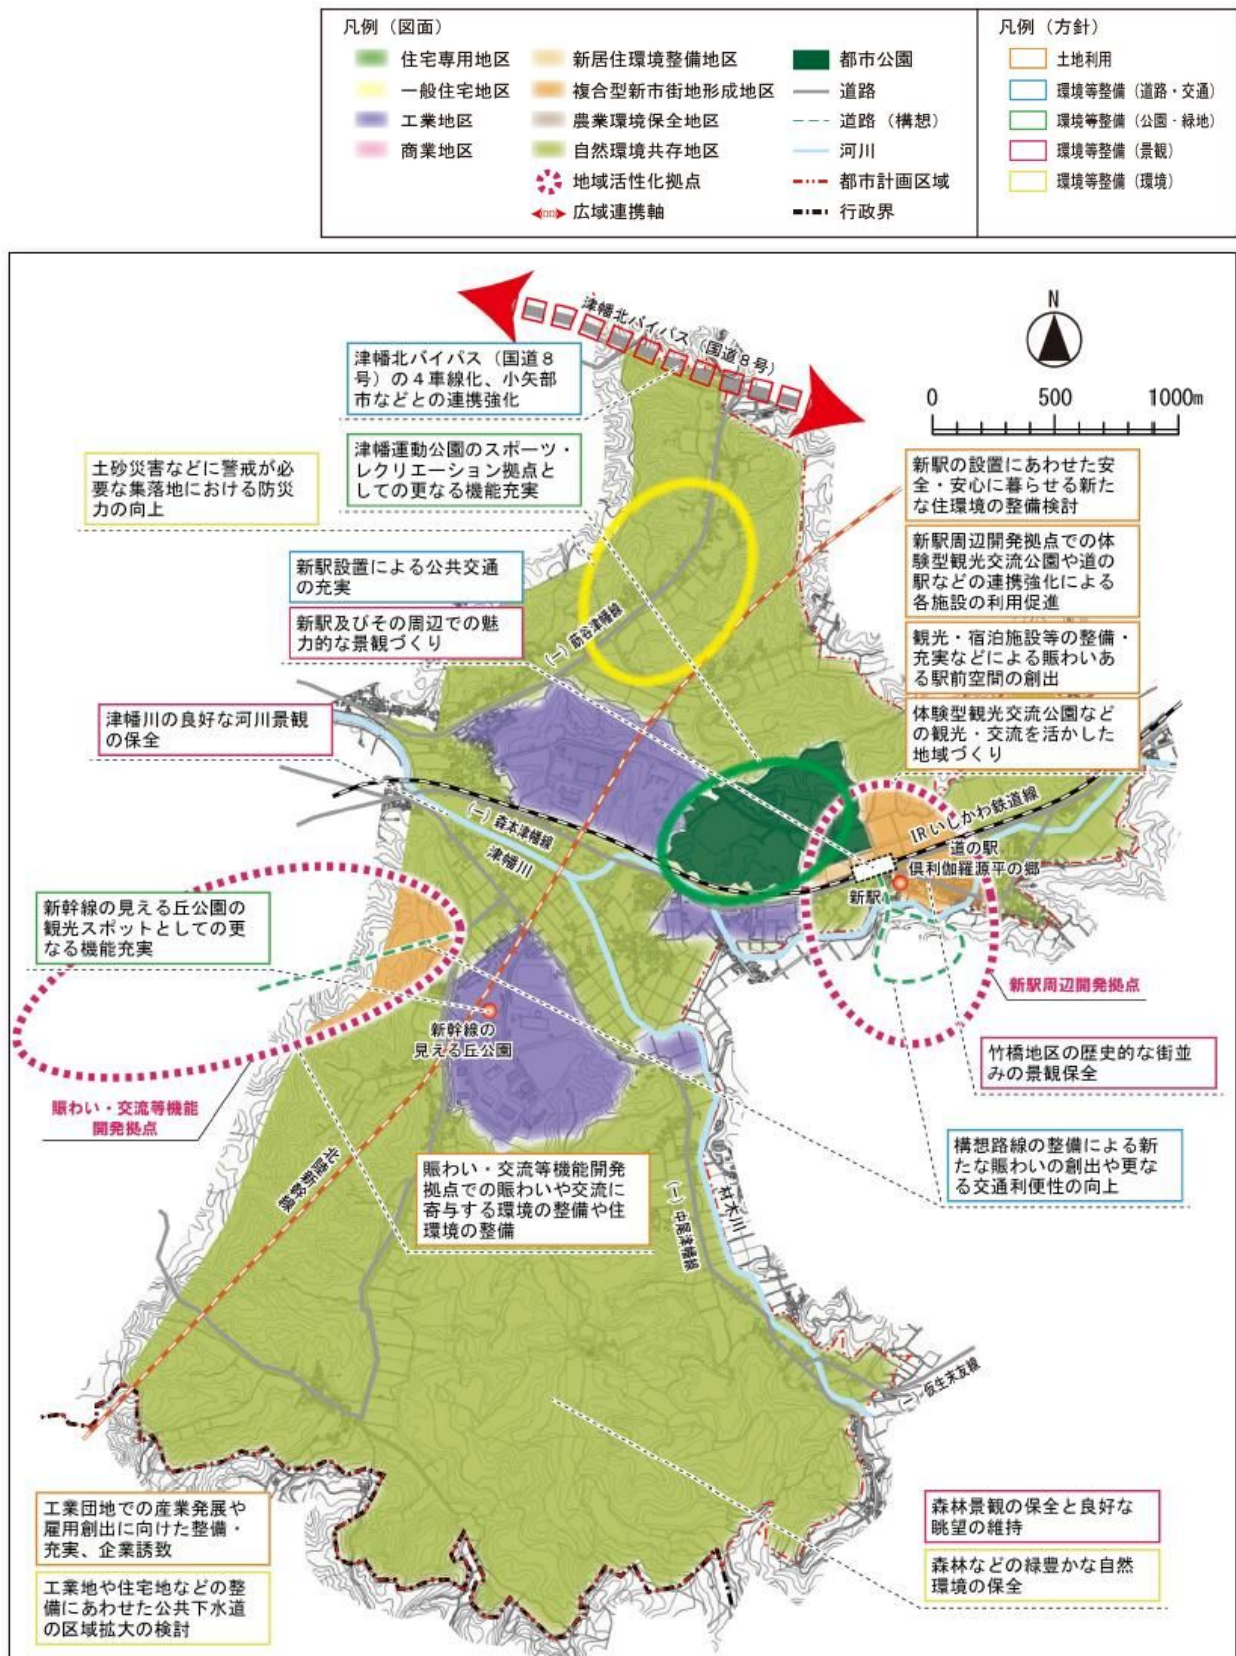 凡例（図面）
住宅専用地区
一般住宅地区
工業地区
商業地区
新居住環境整備地区
複合型新市街地形成地区
農業環境保全地区
自然環境共存地区
地域活性化拠点
広域連携軸
都市公園
道路
道路（構想）
河川
都市計画区域
行政界
凡例（方針）
土地利用
環境等整備（道路・交通）
環境等整備（公園・緑地）
環境等整備（景観）
環境等整備（環境）
津幡北バイパス（国道８号）
N
0 500 1000m
津幡北バイパス（国道８
号）の４車線化、小矢部
市などとの連携強化
津幡運動公園のスポーツ・
レクリエーション拠点と
しての更なる機能充実
土砂災害などに警戒が必
要な集落地における防災
力の向上
新駅設置による公共交通
の充実
新駅及びその周辺での魅
力的な景観づくり
津幡川の良好な河川景観
の保全
新駅の設置にあわせた安
全・安心に暮らせる新た
な住環境の整備検討
新駅周辺開発拠点での体
験型観光交流公園や道の
駅などの連携強化による
各施設の利用促進
観光・宿泊施設等の整備・
充実などによる賑わいあ
る駅前空間の創出
体験型観光交流公園など
の観光・交流を活かした
地域づくり
（一）莇谷津幡線
（一）森本津幡線
津幡川
IRいしかわ鉄道線
道の駅
倶利伽羅源平の郷
新駅
新駅周辺開発拠点
新幹線の見える丘公園の
観光スポットとしての更
なる機能充実
新幹線の
見える丘公園
賑わい・交流等機能
開発拠点
竹橋地区の歴史的な街並
みの景観保全
構想路線の整備による新
たな賑わいの創出や更な
る交通利便性の向上
賑わい・交流等機能開発
拠点での賑わいや交流に
寄与する環境の整備や住
環境の整備
北陸新幹線
（一）中尾津幡線
材木川
（一）仮生末友線
工業団地での産業発展や
雇用創出に向けた整備・
充実、企業誘致
工業地や住宅地などの整
備にあわせた公共下水道
の区域拡大の検討
森林景観の保全と良好な
眺望の維持
森林などの緑豊かな自然
環境の保全